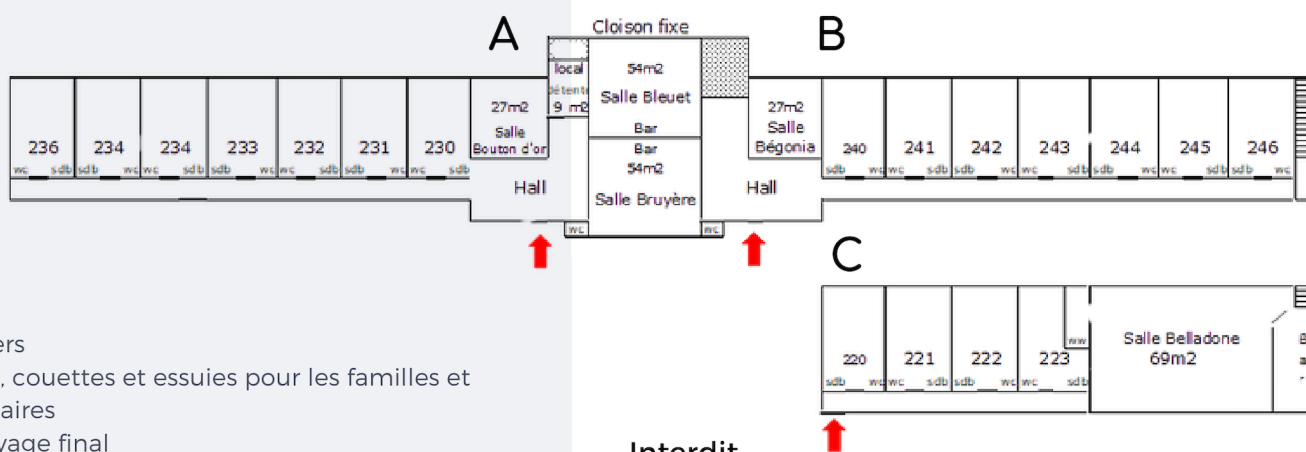 A
Cloison fixe
B
local
détente
9 m2
54m2
Salle Bleuet
Bar
27m2
Salle
Bouton d'or
27m2
Salle
Bégonia
236 234 234 233 232 231 230
wc sdb sdb wc wc sdb sdb wc wc sdb sdb wc wc sdb
Bar
54m2
Salle Bruyère
Hall
Hall
wc
wc
240 241 242 243 244 245 246
sdb wc wc sdb sdb wc wc sdb sdb wc wc sdb sdb wc
C
220 221 222 223
sdb wc wc sdb sdb wc wc sdb
Salle Belladone
69m2
ers
, couettes et essuies pour les familles et
aires
yage final
Interdit